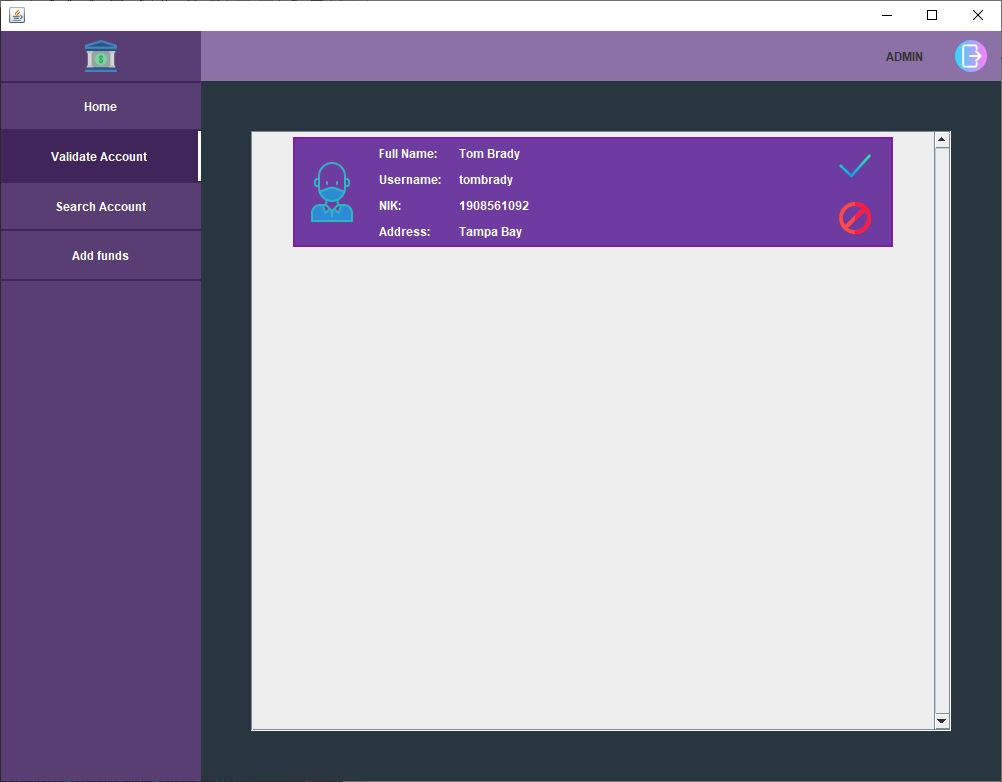 ADMIN
Home
Validate Account
Search Account
Add funds
Full Name: Tom Brady
Username: tombrady
NIK: 1908561092
Address: Tampa Bay